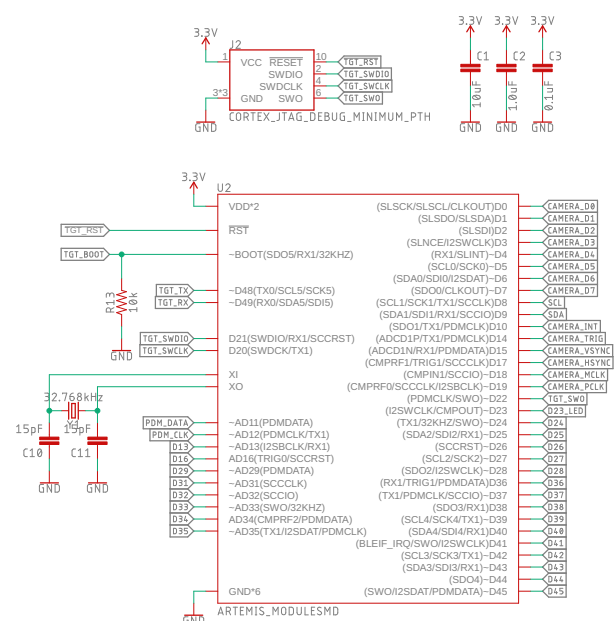 3.3V
J2
1 VCC RESET 10 TGT_RST
SWDIO 2 TGT_SWDIO
SWDCLK 4 TGT_SWCLK
3*3 GND SWO 6 TGT_SWO
GND
CORTEX_JTAG_DEBUG_MINIMUM_PTH
3.3V 3.3V 3.3V
C1 C2 C3
10uF 1.0uF 0.1uF
GND GND GND
3.3V
U2
VDD*2 (SLSCK/SLSCL/CLKOUT)D0 CAMERA_D0
(SLSDO/SLSDA)D1 CAMERA_D1
TGT_RST RST (SLSDI)D2 CAMERA_D2
(SLNCE/I2SWCLK)D3 CAMERA_D3
TGT_BOOT ~BOOT(SDO5/RX1/32KHZ) (RX1/SLINT)~D4 CAMERA_D4
(SCL0/SCK0)~D5 CAMERA_D5
(SDA0/SDI0/I2SDAT)~D6 CAMERA_D6
TGT_TX ~D48(TX0/SCL5/SCK5) (SDO0/CLKOUT)~D7 CAMERA_D7
TGT_RX ~D49(RX0/SDA5/SDI5) (SCL1/SCK1/TX1/SCCLK)D8 SCL
R13 10k
(SDA1/SDI1/RX1/SCCIO)D9 SDA
(SDO1/TX1/PDMCLK)D10 CAMERA_INT
TGT_SWDIO D21(SWDIO/RX1/SCCRST) (ADCD1P/TX1/PDMCLK)D14 CAMERA_TRIG
TGT_SWCLK D20(SWDCK/TX1) (ADCD1N/RX1/PDMDATA)D15 CAMERA_VSYNC
GND
(CMPRF1/TRIG1/SCCCLK)D17 CAMERA_HSYNC
XI (CMPIN1/SCCIO)~D18 CAMERA_MCLK
XO (CMPRF0/SCCCLK/I2SBCLK)~D19 CAMERA_PCLK
32.768kHz
(PDMCLK/SWO)~D22 TGT_SWO
(I2SWCLK/CMPOUT)~D23 D23_LED
Y1
15pF 15pF
PDM_DATA ~AD11(PDMDATA) (TX1/32KHZ/SWO)~D24 D24
PDM_CLK ~AD12(PDMCLK/TX1) (SDA2/SDI2/RX1)~D25 D25
D13 ~AD13(I2SBCLK/RX1) (SCCRST)~D26 D26
C10 C11
D16 AD16(TRIG0/SCCRST) (SCL2/SCK2)~D27 D27
D29 ~AD29(PDMDATA) (SDO2/I2SWCLK)~D28 D28
D31 ~AD31(SCCCLK) (RX1/TRIG1/PDMDATA)D36 D36
GND GND
D32 ~AD32(SCCIO) (TX1/PDMCLK/SCCIO)~D37 D37
D33 ~AD33(SWO/32KHZ) (SDO3/RX1)D38 D38
D34 AD34(CMPRF2/PDMDATA) (SCL4/SCK4/TX1)~D39 D39
D35 ~AD35(TX1/I2SDAT/PDMCLK) (SDA4/SDI4/RX1)~D40 D40
(BLEIF_IRQ/SWO/I2SWCLK)D41 D41
(SCL3/SCK3/TX1)~D42 D42
(SDA3/SDI3/RX1)~D43 D43
(SDO4)~D44 D44
GND*6 (SWO/I2SDAT/PDMDATA)~D45 D45
GND
ARTEMIS_MODULESMD